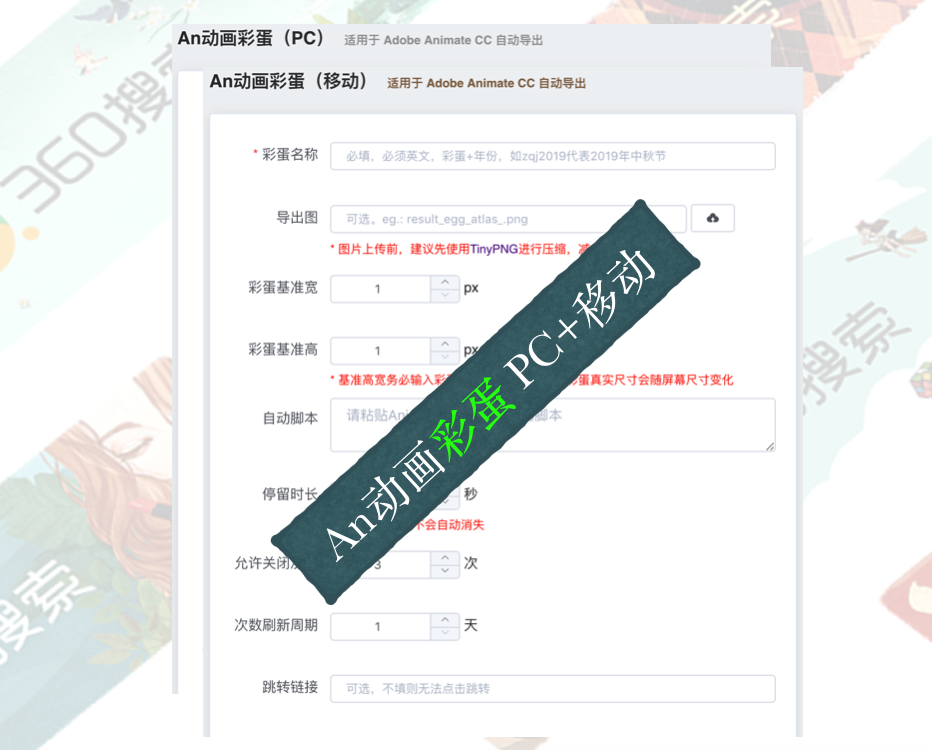 360搜索
An动画彩蛋（PC） 适用于 Adobe Animate CC 自动导出
An动画彩蛋（移动） 适用于 Adobe Animate CC 自动导出
* 彩蛋名称 必填，必须英文，彩蛋+年份，如zqj2019代表2019年中秋节
导出图 可选。eg.: result_egg_atlas_.png
* 图片上传前，建议先使用TinyPNG进行压缩，
彩蛋基准宽 1 px
彩蛋基准高 1 px
* 基准高宽务必输入彩 蛋真实尺寸会随屏幕尺寸变化
自动脚本 请粘贴Ani 脚本
停留时长 秒
不会自动消失
允许关闭 3 次
次数刷新周期 1 天
跳转链接 可选，不填则无法点击跳转
An动画彩蛋 PC+移动
搜索
搜索